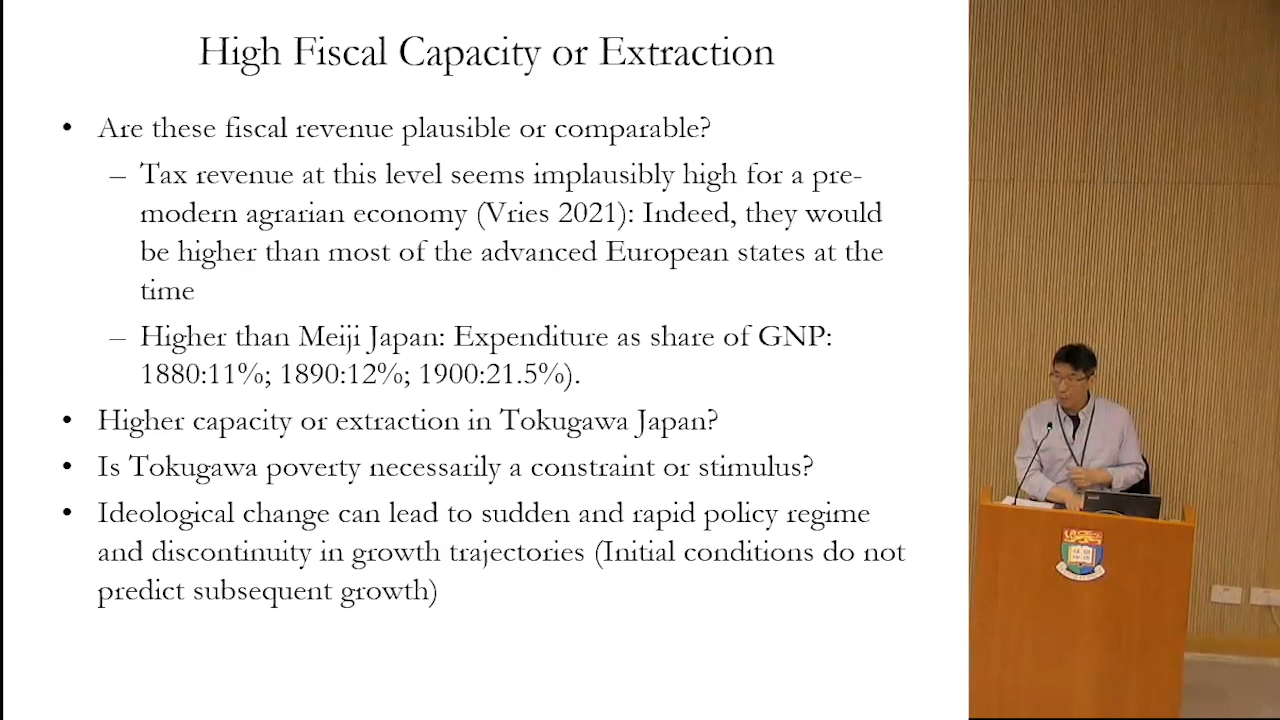 High Fiscal Capacity or Extraction
• Are these fiscal revenue plausible or comparable?
– Tax revenue at this level seems implausibly high for a pre-
modern agrarian economy (Vries 2021): Indeed, they would
be higher than most of the advanced European states at the
time
– Higher than Meiji Japan: Expenditure as share of GNP:
1880:11%; 1890:12%; 1900:21.5%).
• Higher capacity or extraction in Tokugawa Japan?
• Is Tokugawa poverty necessarily a constraint or stimulus?
• Ideological change can lead to sudden and rapid policy regime
and discontinuity in growth trajectories (Initial conditions do not
predict subsequent growth)